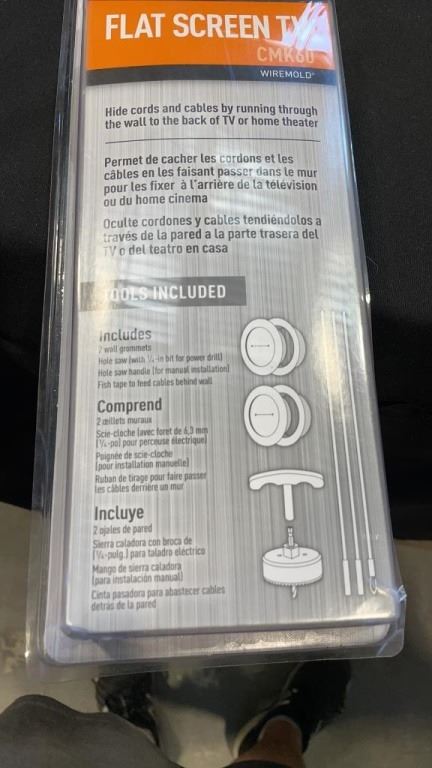 FLAT SCREEN TV
CMK60
WIREMOLD®
Hide cords and cables by running through
the wall to the back of TV or home theater
Permet de cacher les cordons et les
câbles en les faisant passer dans le mur
pour les fixer à l'arrière de la télévision
ou du home cinema
Oculte cordones y cables tendiéndolos a
través de la pared a la parte trasera del
TV o del teatro en casa
TOOLS INCLUDED
Includes
2 wall grommets
Hole saw (with ¼-in bit for power drill)
Hole saw handle (for manual installation)
Fish tape to feed cables behind wall
Comprend
2 œillets muraux
Scie-cloche (avec foret de 6,3 mm
(¼-po) pour perceuse électrique)
Poignée de scie-cloche
(pour installation manuelle)
Ruban de tirage pour faire passer
les câbles derrière un mur
Incluye
2 ojales de pared
Sierra caladora con broca de
(¼-pulg.) para taladro eléctrico
Mango de sierra caladora
(para instalación manual)
Cinta pasadora para abastecer cables
detrás de la pared